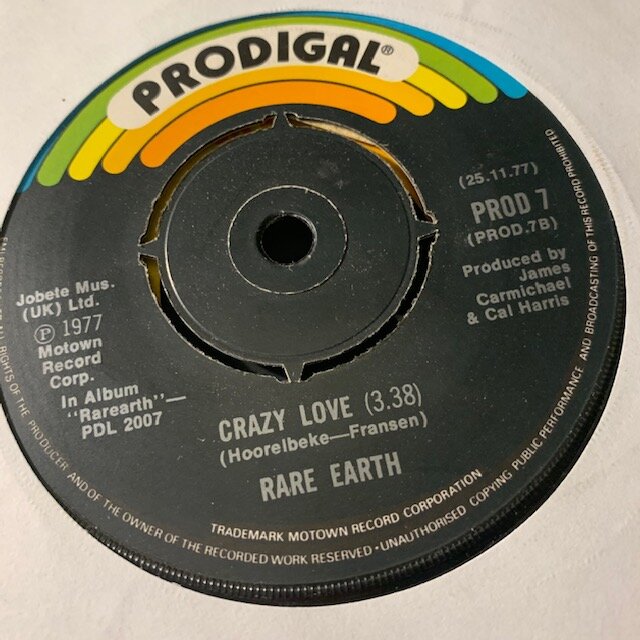 PRODIGAL®
(25.11.77)
PROD 7
(PROD.7B)
Produced by
James
Carmichael
& Cal Harris
Jobete Mus.
(UK) Ltd.
℗ 1977
Motown
Record
Corp.
In Album
"Rarearth"—
PDL 2007
CRAZY LOVE (3.38)
(Hoorelbeke—Fransen)
RARE EARTH
TRADEMARK MOTOWN RECORD CORPORATION
RIGHTS OF THE PRODUCER AND OF THE OWNER OF THE RECORDED WORK RESERVED • UNAUTHORISED COPYING PUBLIC PERFORMANCE AND BROADCASTING OF THIS RECORD PROHIBITED